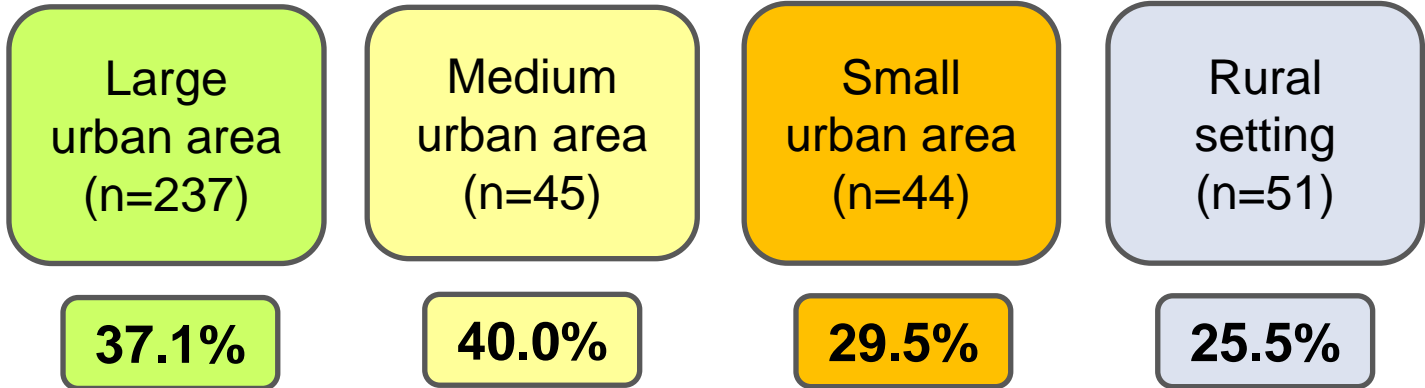 Large
urban area
(n=237)
Medium
urban area
(n=45)
Small
urban area
(n=44)
Rural
setting
(n=51)
37.1%
40.0%
29.5%
25.5%